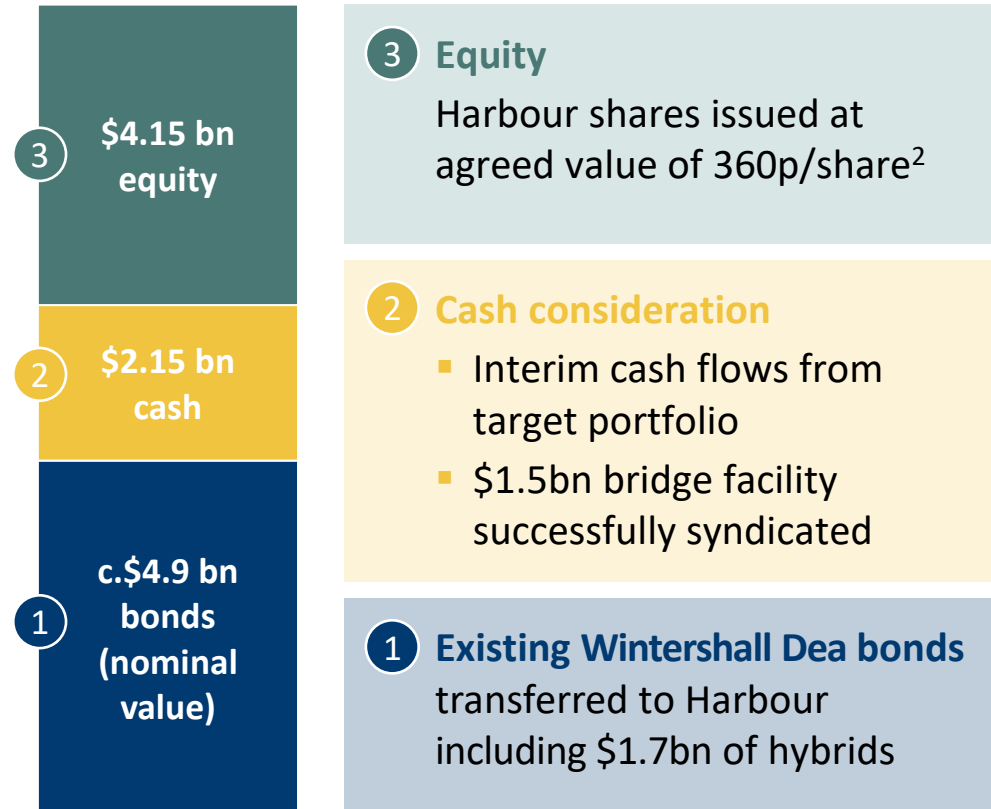 3
$4.15 bn
equity
3 Equity
Harbour shares issued at
agreed value of 360p/share²
2
$2.15 bn
cash
2 Cash consideration
▪ Interim cash flows from
target portfolio
▪ $1.5bn bridge facility
successfully syndicated
1
c.$4.9 bn
bonds
(nominal
value)
1 Existing Wintershall Dea bonds
transferred to Harbour
including $1.7bn of hybrids